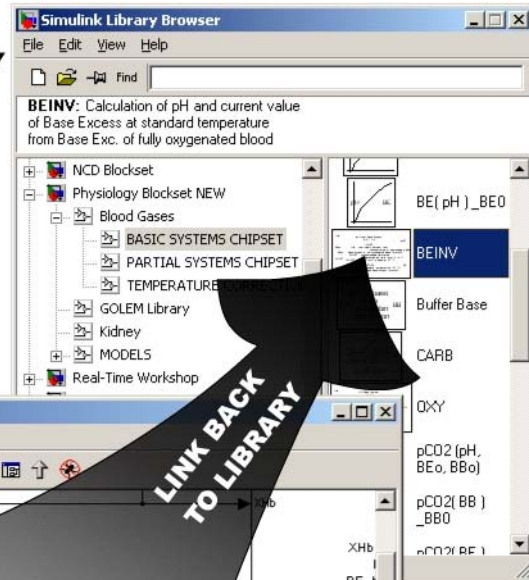 Simulink Library Browser
File Edit View Help
Find
BEINV: Calculation of pH and current value
of Base Excess at standard temperature
from Base Exc. of fully oxygenated blood
NCD Blockset
Physiology Blockset NEW
Blood Gases
BASIC SYSTEMS CHIPSET
PARTIAL SYSTEMS CHIPSET
GOLEM Library
Kidney
MODELS
Real-Time Workshop
BE( pH )_BE0
BEINV
Buffer Base
CARB
OXY
pCO2 (pH,
BEo, BBo)
pCO2( BB )
_BB0
LINK BACK
TO LIBRARY
XHb
XHb